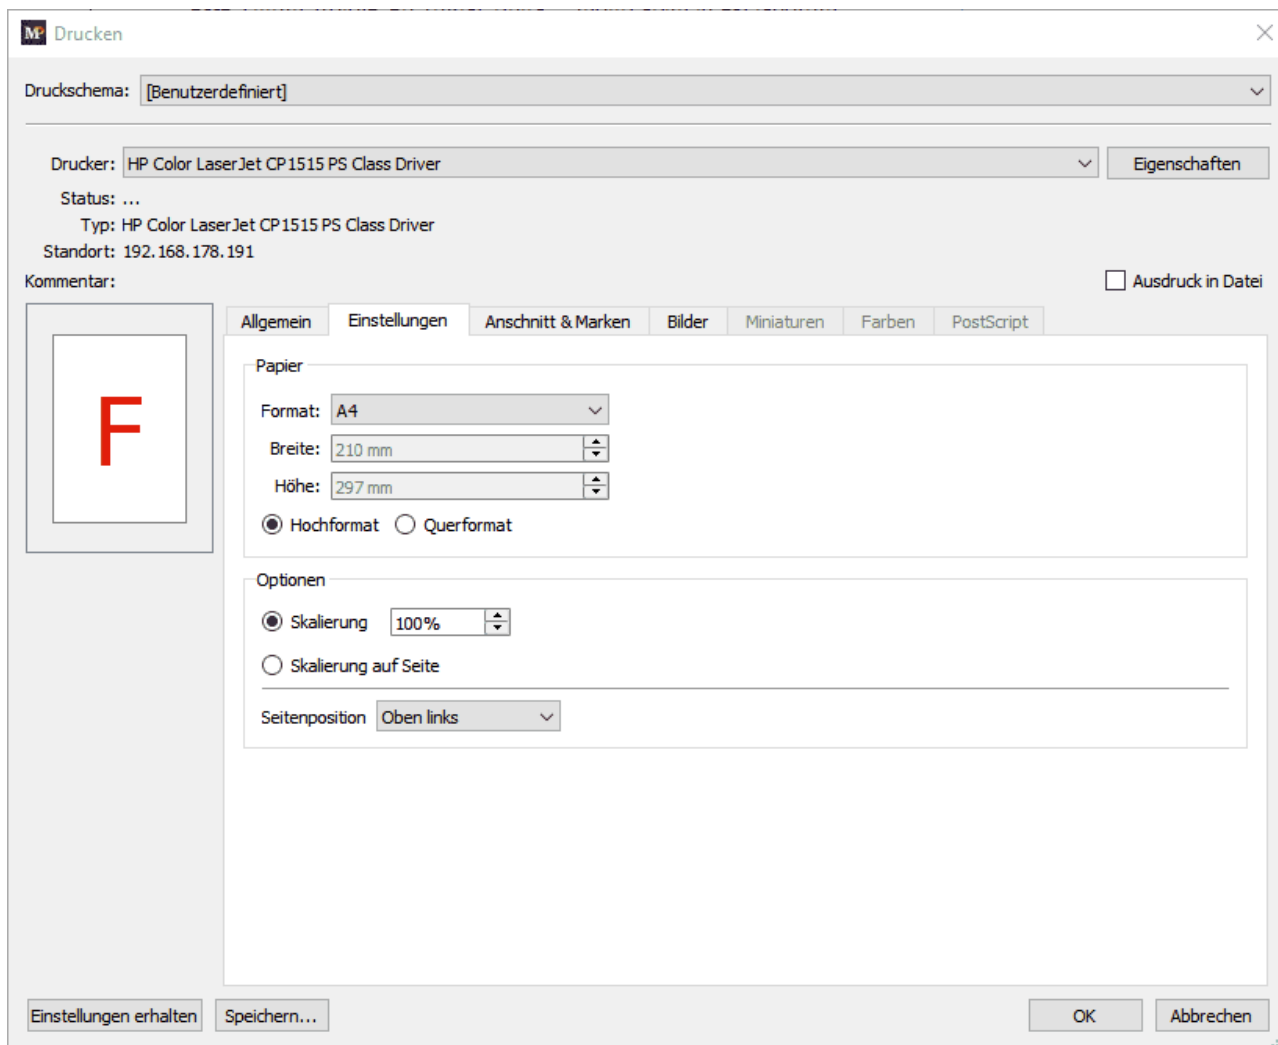 MP Drucken
Druckschema: [Benutzerdefiniert]
Drucker: HP Color LaserJet CP1515 PS Class Driver Eigenschaften
Status: ...
Typ: HP Color LaserJet CP1515 PS Class Driver
Standort: 192.168.178.191
Kommentar: Ausdruck in Datei
Allgemein Einstellungen Anschnitt & Marken Bilder Miniaturen Farben PostScript
F
Papier
Format: A4
Breite: 210 mm
Höhe: 297 mm
Hochformat Querformat
Optionen
Skalierung 100%
Skalierung auf Seite
Seitenposition Oben links
Einstellungen erhalten Speichern... OK Abbrechen